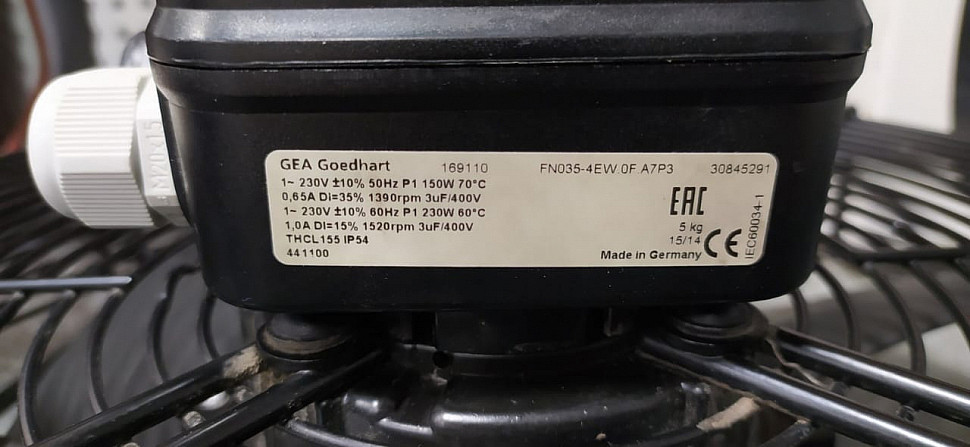 GEA Goedhart 169110 FN035-4EW.0F.A7P3 30845291
1~ 230V ±10% 50Hz P1 150W 70°C
0,65A DI=35% 1390rpm 3uF/400V
1~ 230V ±10% 60Hz P1 230W 60°C
1,0A DI=15% 1520rpm 3uF/400V
THCL155 IP54
441100
EAC
5 kg
15/14 CE
Made in Germany
IEC60034-1